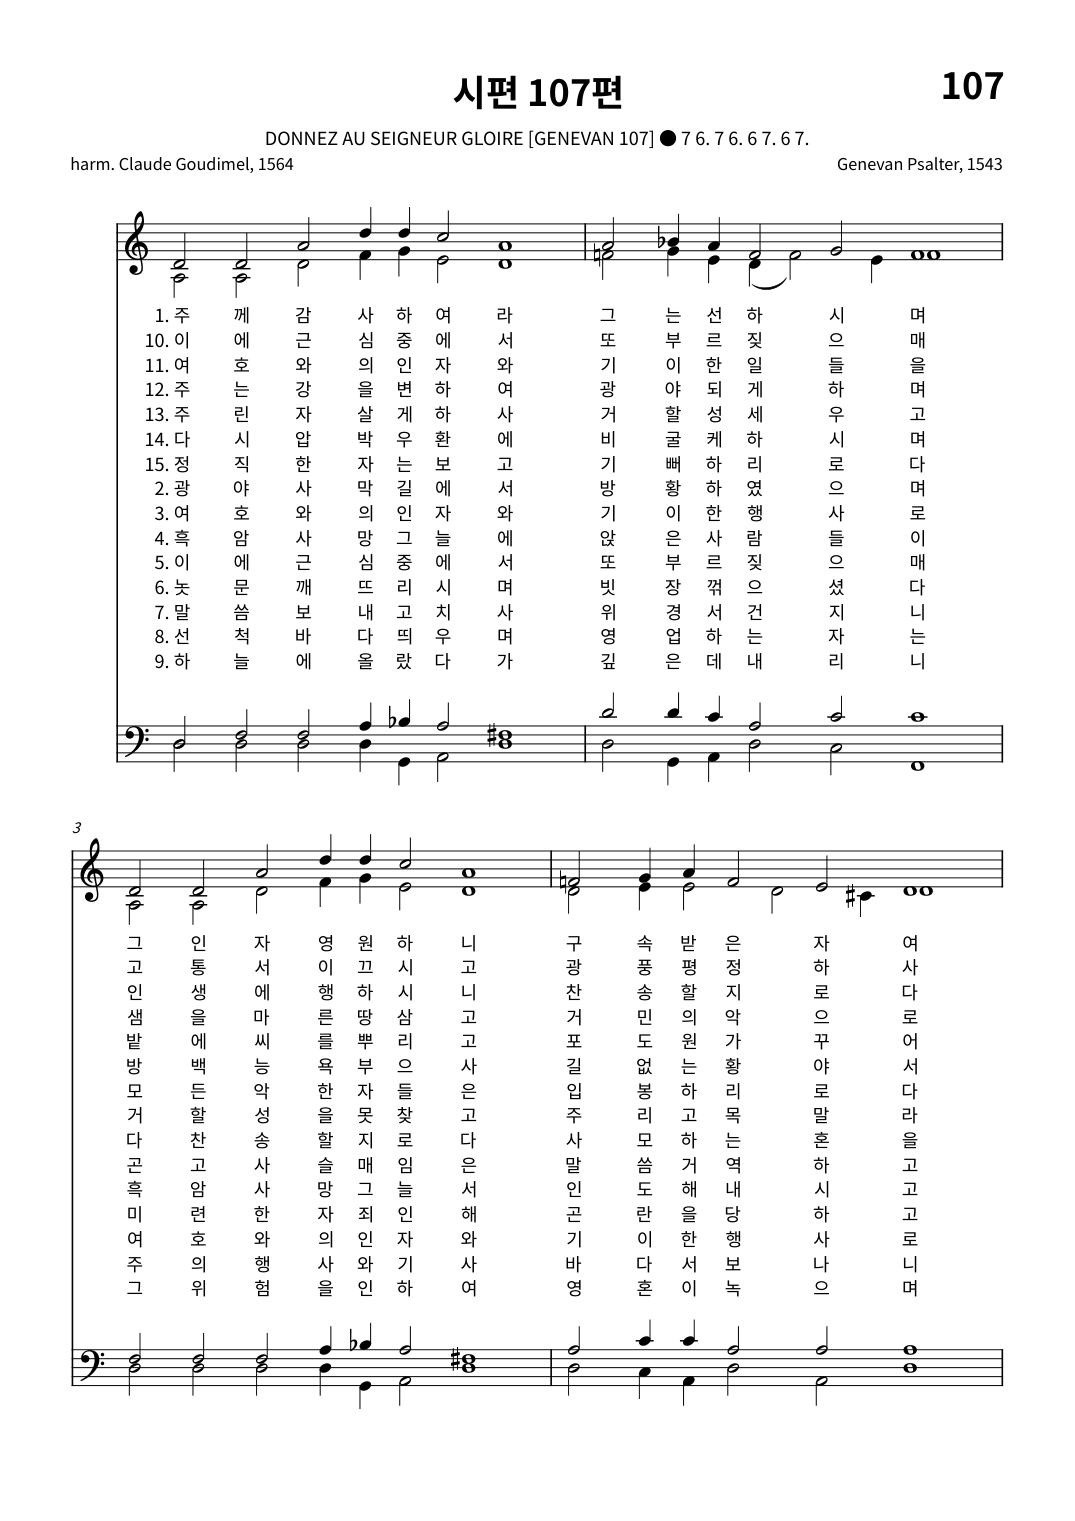 시편 107편
107
DONNEZ AU SEIGNEUR GLOIRE [GENEVAN 107] ● 7 6. 7 6. 6 7. 6 7.
harm. Claude Goudimel, 1564
Genevan Psalter, 1543
1. 주 께 감 사 하 여 라 그 는 선 하 시 며
10. 이 에 근 심 중 에 서 또 부 르 짖 으 매
11. 여 호 와 의 인 자 와 기 이 한 일 들 을
12. 주 는 강 을 변 하 여 광 야 되 게 하 며
13. 주 린 자 살 게 하 사 거 할 성 세 우 고
14. 다 시 압 박 우 환 에 비 굴 케 하 시 며
15. 정 직 한 자 는 보 고 기 뻐 하 리 로 다
2. 광 야 사 막 길 에 서 방 황 하 였 으 며
3. 여 호 와 의 인 자 와 기 이 한 행 사 로
4. 흑 암 사 망 그 늘 에 앉 은 사 람 들 이
5. 이 에 근 심 중 에 서 또 부 르 짖 으 매
6. 놋 문 깨 뜨 리 시 며 빗 장 꺾 으 셨 다
7. 말 씀 보 내 고 치 사 위 경 서 건 지 니
8. 선 척 바 다 띄 우 며 영 업 하 는 자 는
9. 하 늘 에 올 랐 다 가 깊 은 데 내 리 니
3
그 인 자 영 원 하 니 구 속 받 은 자 여
고 통 서 이 끄 시 고 광 풍 평 정 하 사
인 생 에 행 하 시 니 찬 송 할 지 로 다
샘 을 마 른 땅 삼 고 거 민 의 악 으 로
밭 에 씨 를 뿌 리 고 포 도 원 가 꾸 어
방 백 능 욕 부 으 사 길 없 는 황 야 서
모 든 악 한 자 들 은 입 봉 하 리 로 다
거 할 성 을 못 찾 고 주 리 고 목 말 라
다 찬 송 할 지 로 다 사 모 하 는 혼 을
곤 고 사 슬 매 임 은 말 씀 거 역 하 고
흑 암 사 망 그 늘 서 인 도 해 내 시 고
미 련 한 자 죄 인 해 곤 란 을 당 하 고
여 호 와 의 인 자 와 기 이 한 행 사 로
주 의 행 사 와 기 사 바 다 서 보 나 니
그 위 험 을 인 하 여 영 혼 이 녹 으 며